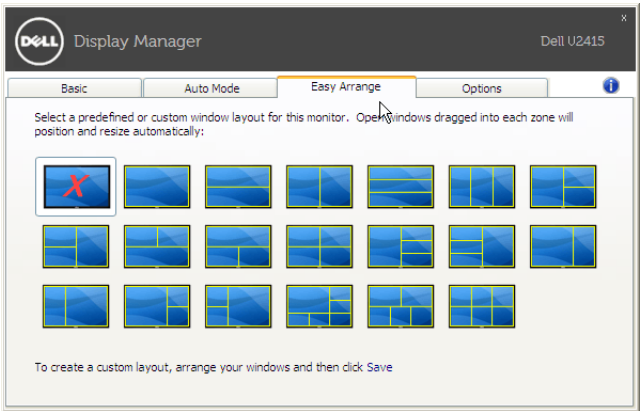 x
DELL Display Manager Dell U2415
Basic Auto Mode Easy Arrange Options i
Select a predefined or custom window layout for this monitor. Open windows dragged into each zone will
position and resize automatically:
To create a custom layout, arrange your windows and then click Save